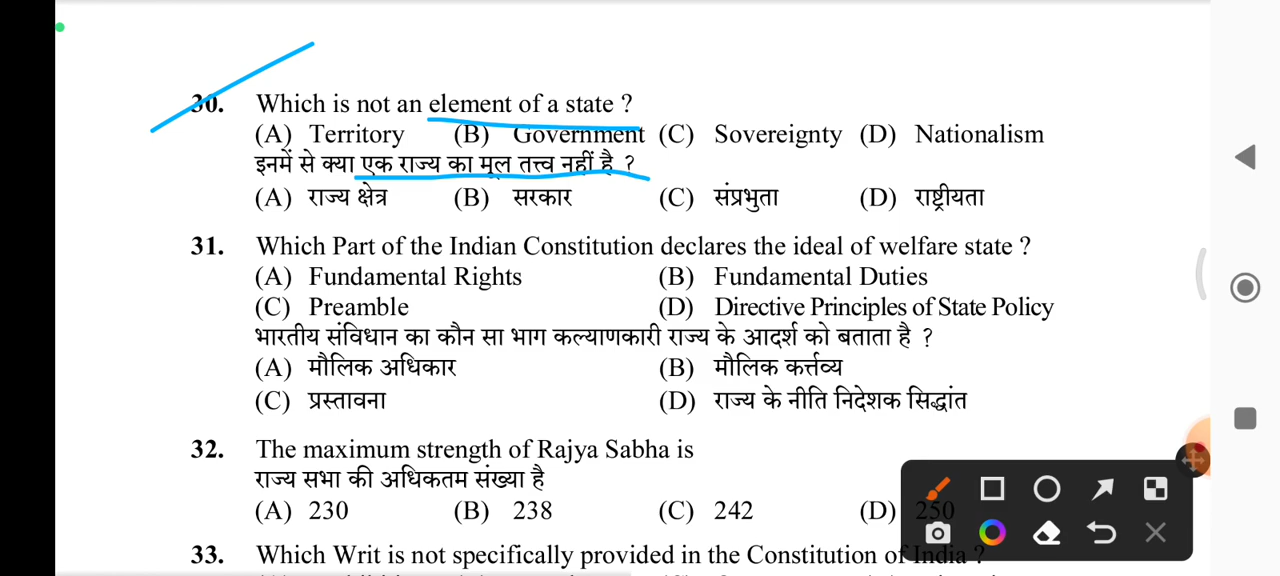 30. Which is not an element of a state ?
(A) Territory (B) Government (C) Sovereignty (D) Nationalism
इनमें से क्या एक राज्य का मूल तत्त्व नहीं है ?
(A) राज्य क्षेत्र (B) सरकार (C) संप्रभुता (D) राष्ट्रीयता
31. Which Part of the Indian Constitution declares the ideal of welfare state ?
(A) Fundamental Rights (B) Fundamental Duties
(C) Preamble (D) Directive Principles of State Policy
भारतीय संविधान का कौन सा भाग कल्याणकारी राज्य के आदर्श को बताता है ?
(A) मौलिक अधिकार (B) मौलिक कर्त्तव्य
(C) प्रस्तावना (D) राज्य के नीति निदेशक सिद्धांत
32. The maximum strength of Rajya Sabha is
राज्य सभा की अधिकतम संख्या है
(A) 230 (B) 238 (C) 242 (D) 250
33. Which Writ is not specifically provided in the Constitution of India ?